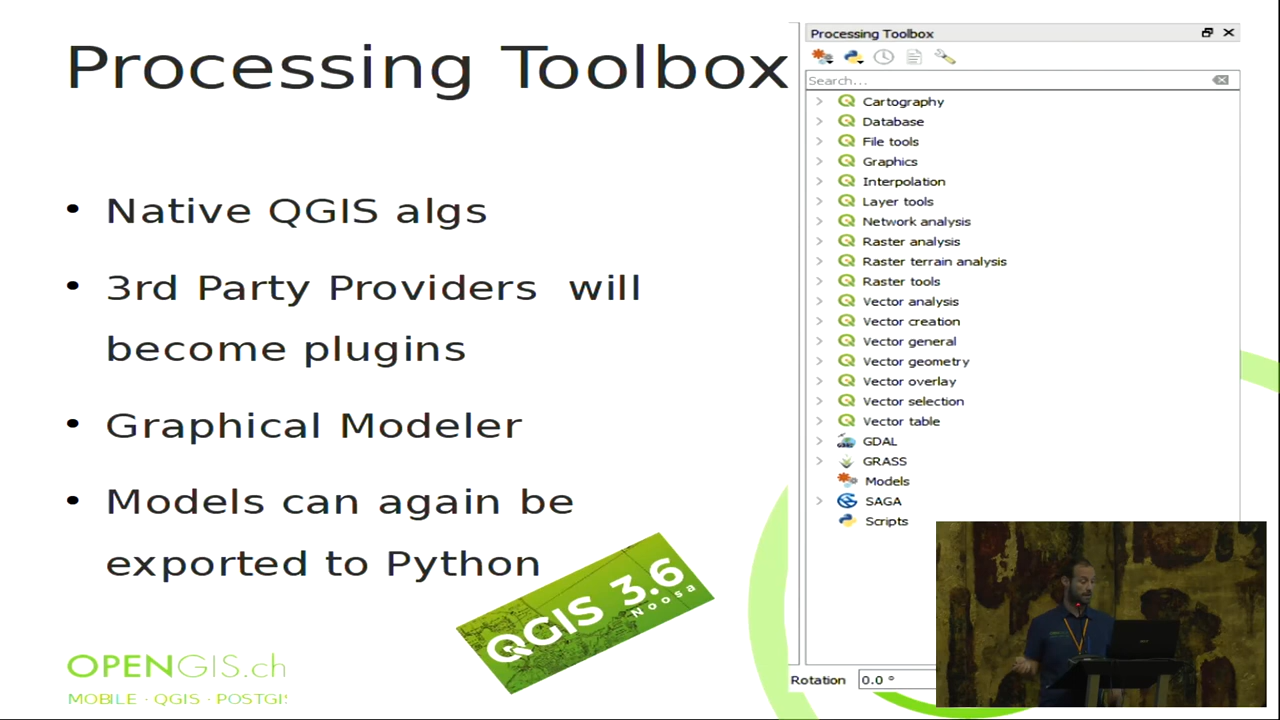 Processing Toolbox
• Native QGIS algs
• 3rd Party Providers will
become plugins
• Graphical Modeler
• Models can again be
exported to Python
QGIS 3.6
Noosa
OPENGIS.ch
MOBILE · QGIS · POSTGI
Processing Toolbox
Search...
Cartography
Database
File tools
Graphics
Interpolation
Layer tools
Network analysis
Raster analysis
Raster terrain analysis
Raster tools
Vector analysis
Vector creation
Vector general
Vector geometry
Vector overlay
Vector selection
Vector table
GDAL
GRASS
Models
SAGA
Scripts
Rotation 0.0 °